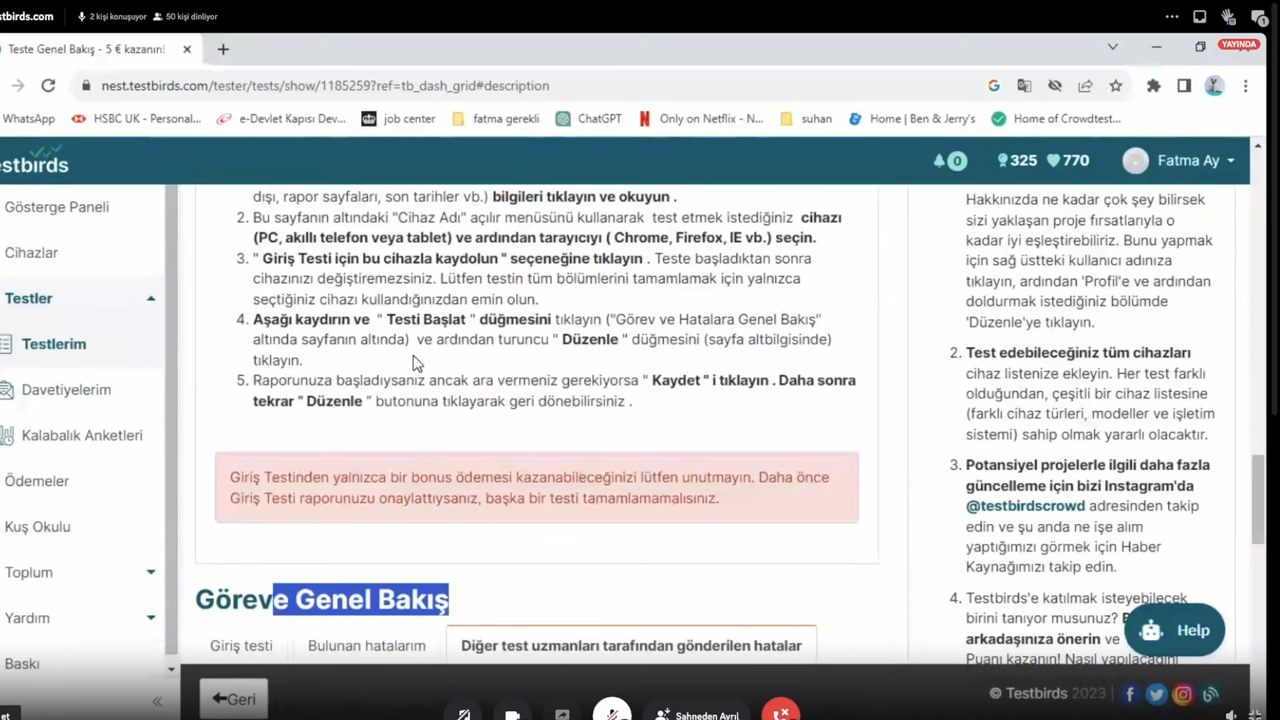 stbirds.com
2 kişi konuşuyor
50 kişi dinliyor
1
Teste Genel Bakış - 5 € kazanın!
YAYINDA
nest.testbirds.com/tester/tests/show/1185259?ref=tb_dash_grid#description
WhatsApp
HSBC UK - Personal...
e-Devlet Kapısı Dev...
job center
fatma gerekli
ChatGPT
Only on Netflix - N...
suhan
Home | Ben & Jerry's
Home of Crowdtest...
estbirds
0
325
770
Fatma Ay
Gösterge Paneli
Cihazlar
Testler
Testlerim
Davetiyelerim
Kalabalık Anketleri
Ödemeler
Kuş Okulu
Toplum
Yardım
Baskı
dışı, rapor sayfaları, son tarihler vb.) bilgileri tıklayın ve okuyun .
2. Bu sayfanın altındaki "Cihaz Adı" açılır menüsünü kullanarak test etmek istediğiniz cihazı
(PC, akıllı telefon veya tablet) ve ardından tarayıcıyı ( Chrome, Firefox, IE vb.) seçin.
3. " Giriş Testi için bu cihazla kaydolun " seçeneğine tıklayın . Teste başladıktan sonra
cihazınızı değiştiremezsiniz. Lütfen testin tüm bölümlerini tamamlamak için yalnızca
seçtiğiniz cihazı kullandığınızdan emin olun.
4. Aşağı kaydırın ve " Testi Başlat " düğmesini tıklayın ("Görev ve Hatalara Genel Bakış"
altında sayfanın altında) ve ardından turuncu " Düzenle " düğmesini (sayfa altbilgisinde)
tıklayın.
5. Raporunuza başladıysanız ancak ara vermeniz gerekiyorsa " Kaydet " i tıklayın . Daha sonra
tekrar " Düzenle " butonuna tıklayarak geri dönebilirsiniz .
Giriş Testinden yalnızca bir bonus ödemesi kazanabileceğinizi lütfen unutmayın. Daha önce
Giriş Testi raporunuzu onaylattıysanız, başka bir testi tamamlamamalısınız.
Göreve Genel Bakış
Giriş testi
Bulunan hatalarım
Diğer test uzmanları tarafından gönderilen hatalar
Hakkınızda ne kadar çok şey bilirsek
sizi yaklaşan proje fırsatlarıyla o
kadar iyi eşleştirebiliriz. Bunu yapmak
için sağ üstteki kullanıcı adınıza
tıklayın, ardından 'Profil'e ve ardından
doldurmak istediğiniz bölümde
'Düzenle'ye tıklayın.
2. Test edebileceğiniz tüm cihazları
cihaz listenize ekleyin. Her test farklı
olduğundan, çeşitli bir cihaz listesine
(farklı cihaz türleri, modeller ve işletim
sistemi) sahip olmak yararlı olacaktır.
3. Potansiyel projelerle ilgili daha fazla
güncelleme için bizi Instagram'da
@testbirdscrowd adresinden takip
edin ve şu anda ne işe alım
yaptığımızı görmek için Haber
Kaynağımızı takip edin.
4. Testbirds'e katılmak isteyebilecek
birini tanıyor musunuz?
arkadaşınıza önerin ve
Puanı kazanın! Nasıl yapılacağını
Help
Geri
© Testbirds 2023
et
Sahneden Ayrıl